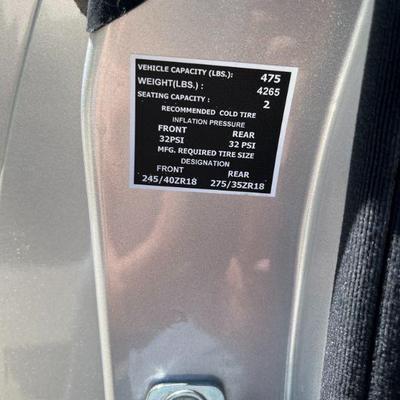 VEHICLE CAPACITY (LBS.): 475
WEIGHT(LBS.) : 4265
SEATING CAPACITY : 2
RECOMMENDED COLD TIRE
INFLATION PRESSURE
FRONT REAR
32PSI 32 PSI
MFG. REQUIRED TIRE SIZE
DESIGNATION
FRONT REAR
245/40ZR18 275/35ZR18